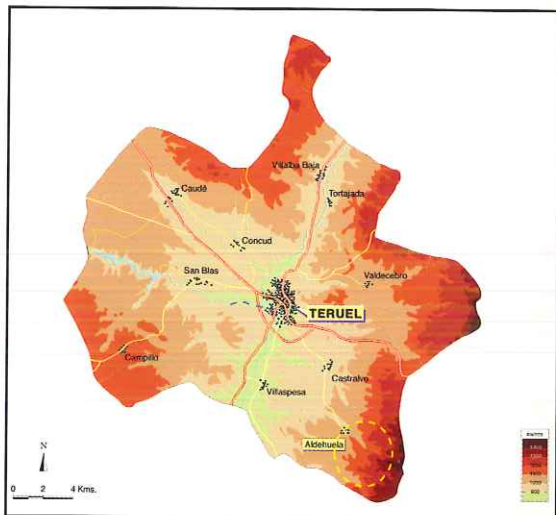 Villalba Baja
Tortajada
Caudé
Concud
San Blas
Valdecebro
TERUEL
Campillo
Castralvo
Villaspesa
Aldehuela
N
0 2 4 Kms.